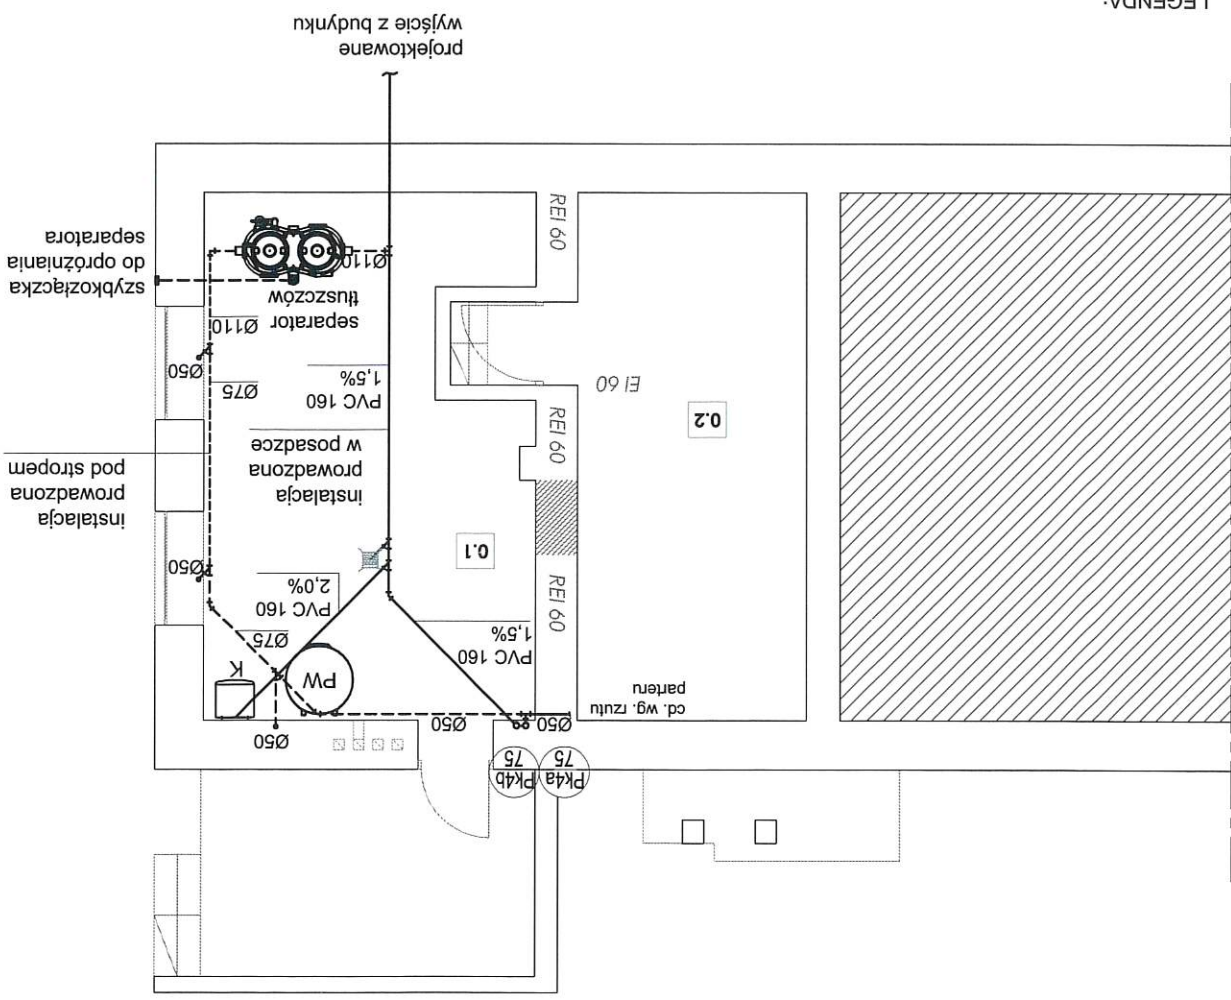 LEGENDA:
Pk4a
75
Pk4b
75
cd. wg. rzutu
parteru
Ø50
Ø50
Ø50
PW
K
PVC 160
1,5%
Ø75
PVC 160
2,0%
REI 60
0.1
Ø50
instalacja
prowadzona
w posadzce
instalacja
prowadzona
pod stropem
0.2
REI 60
EI 60
PVC 160
1,5%
Ø75
Ø50
Ø110
separator
tłuszczów
Ø110
szybkozłączka
do opróżniania
separatora
REI 60
projektowane
wyjście z budynku